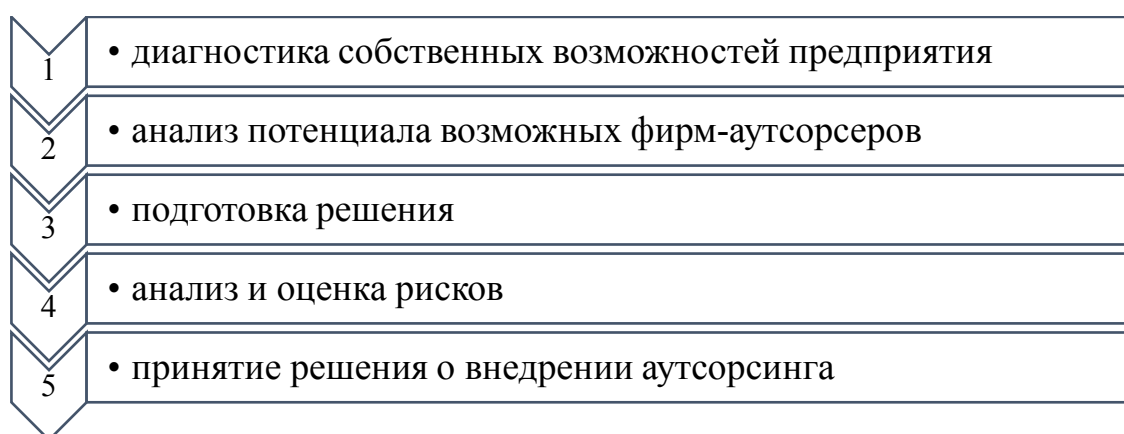 1 • диагностика собственных возможностей предприятия
2 • анализ потенциала возможных фирм-аутсорсеров
3 • подготовка решения
4 • анализ и оценка рисков
5 • принятие решения о внедрении аутсорсинга